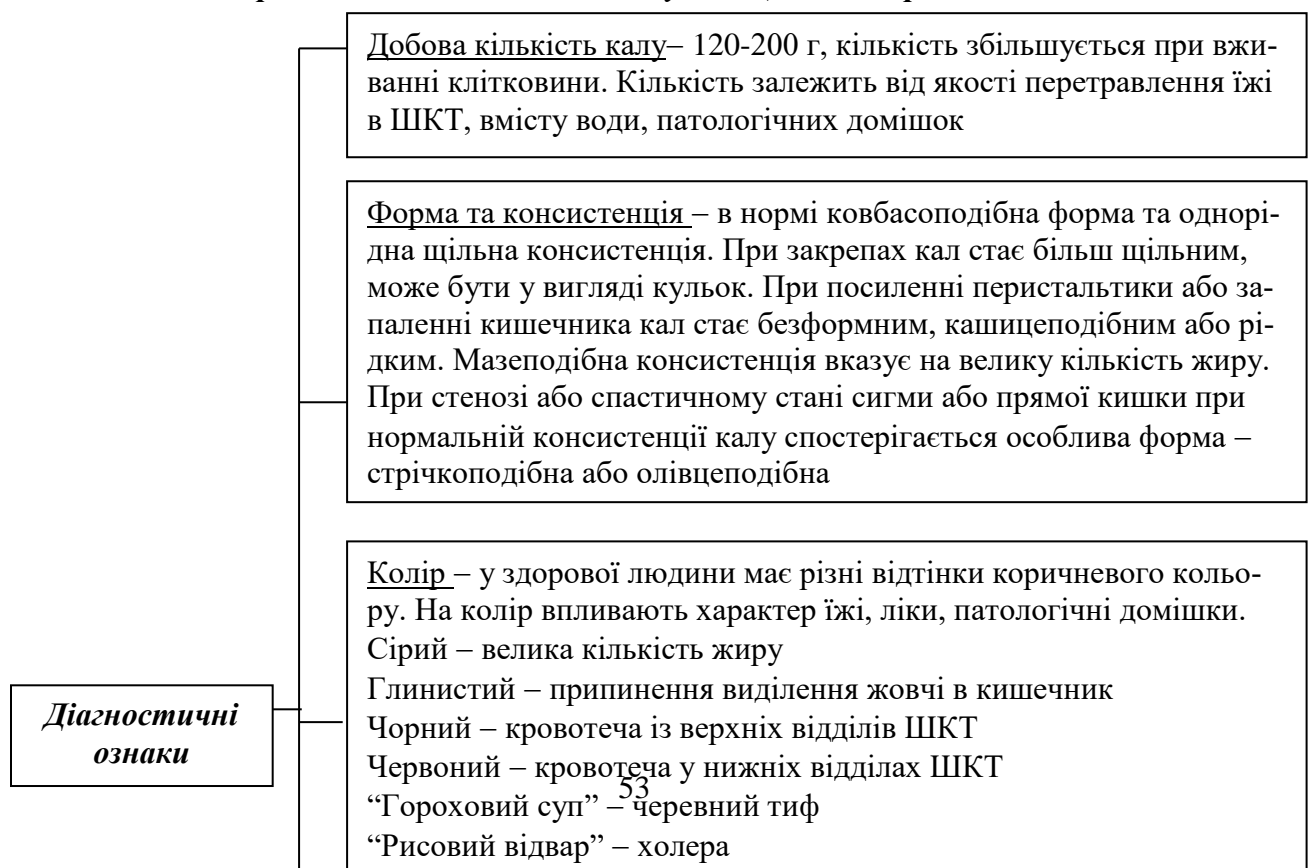 Добова кількість калу– 120-200 г, кількість збільшується при вжи-
ванні клітковини. Кількість залежить від якості перетравлення їжі
в ШКТ, вмісту води, патологічних домішок
Форма та консистенція – в нормі ковбасоподібна форма та однорі-
дна щільна консистенція. При закрепах кал стає більш щільним,
може бути у вигляді кульок. При посиленні перистальтики або за-
паленні кишечника кал стає безформним, кашицеподібним або рі-
дким. Мазеподібна консистенція вказує на велику кількість жиру.
При стенозі або спастичному стані сигми або прямої кишки при
нормальній консистенції калу спостерігається особлива форма –
стрічкоподібна або олівцеподібна
Колір – у здорової людини має різні відтінки коричневого кольо-
ру. На колір впливають характер їжі, ліки, патологічні домішки.
Сірий – велика кількість жиру
Глинистий – припинення виділення жовчі в кишечник
Чорний – кровотеча із верхніх відділів ШКТ
Червоний – кровотеча у нижніх відділах ШКТ
“Гороховий суп” – черевний тиф
“Рисовий відвар” – холера
Діагностичні
ознаки
53